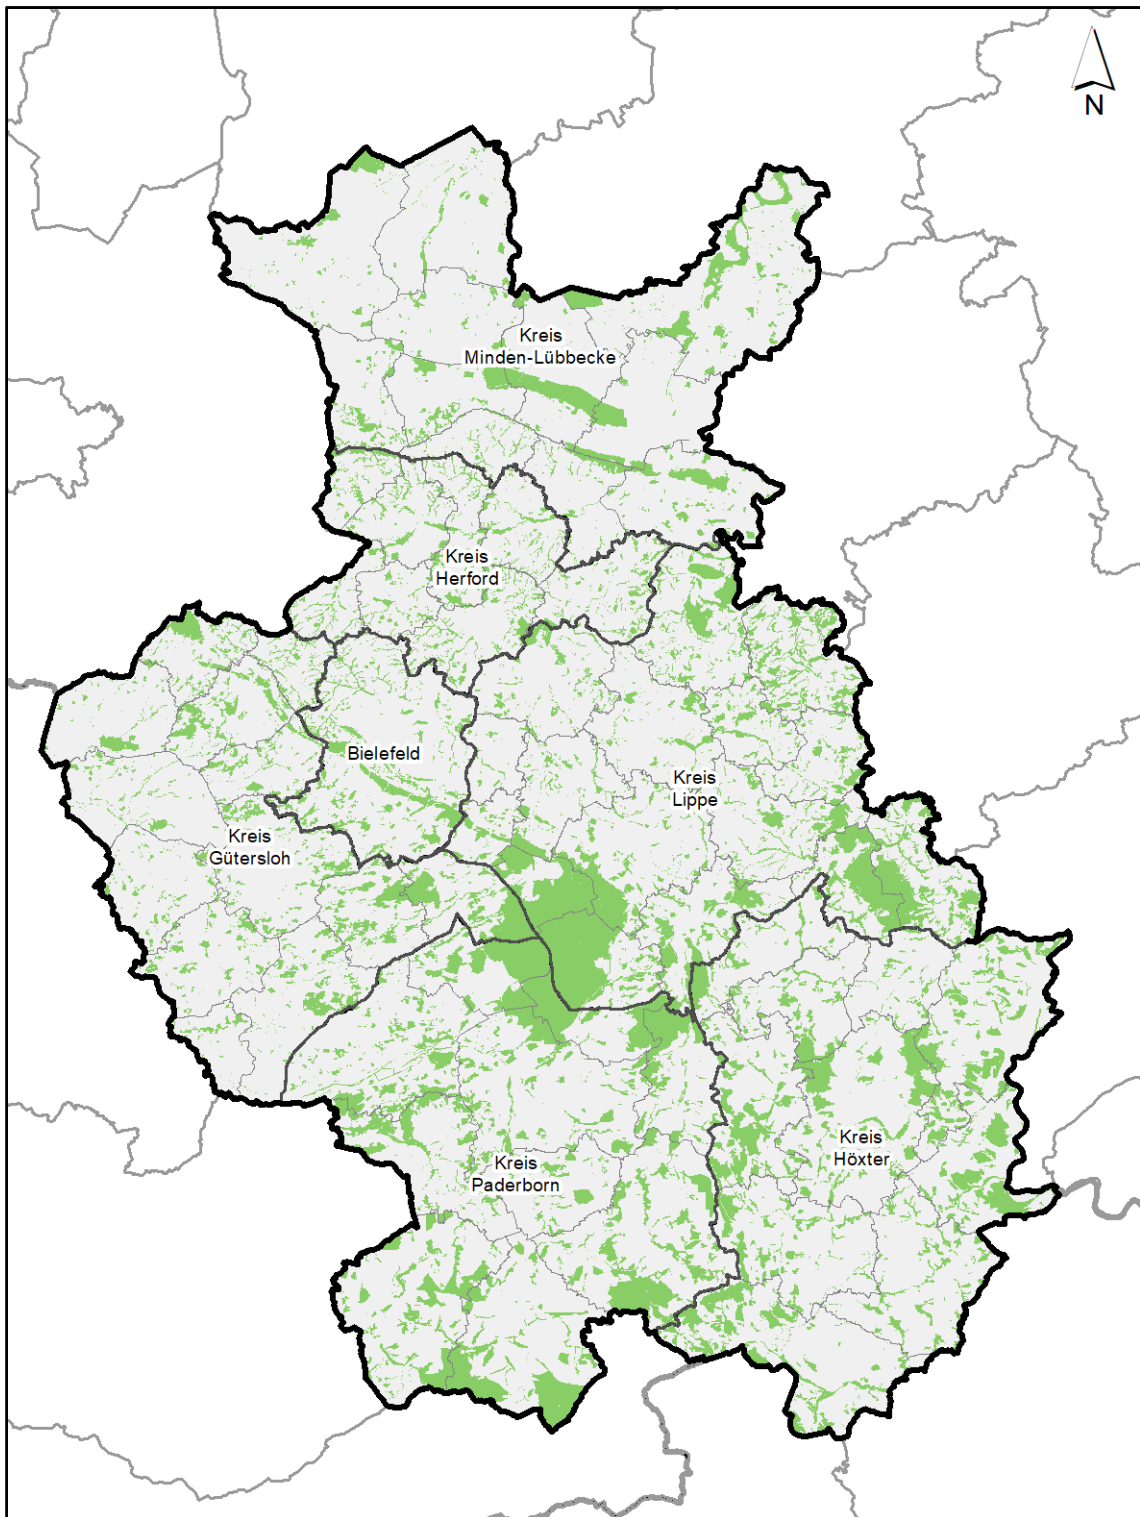 N
Kreis
Minden-Lübbecke
Kreis
Herford
Bielefeld
Kreis
Lippe
Kreis
Gütersloh
Kreis
Höxter
Kreis
Paderborn